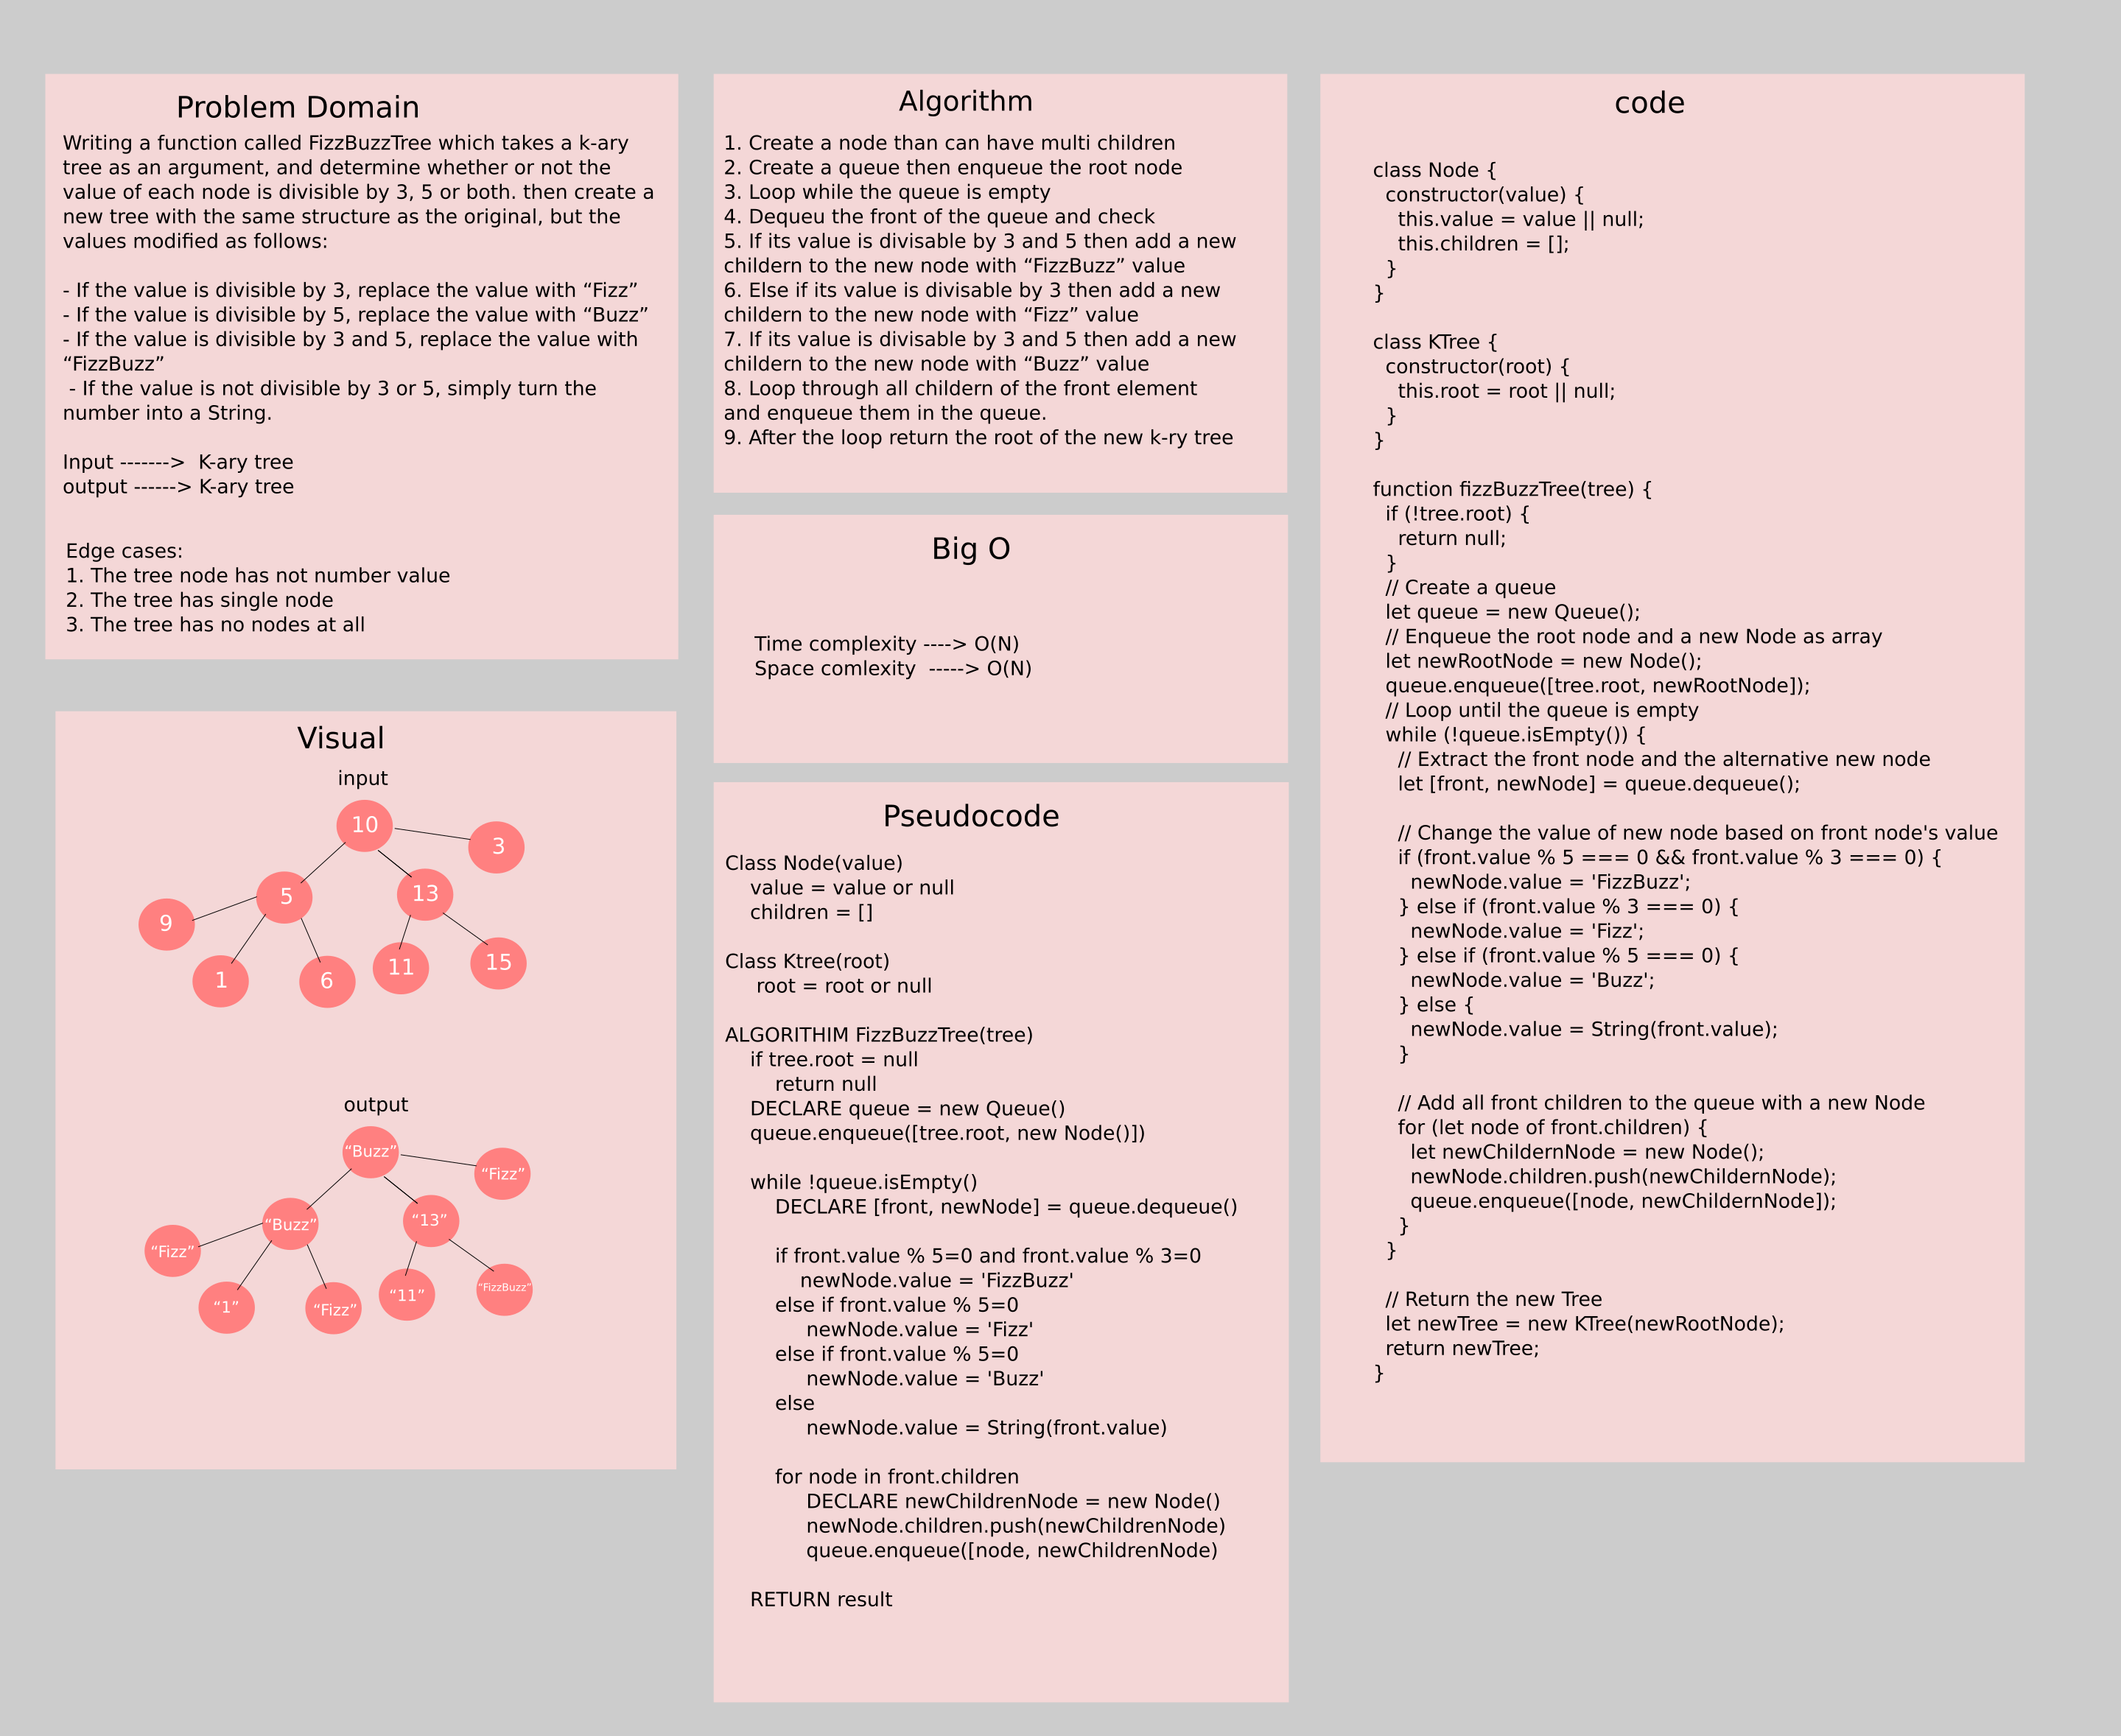 Problem Domain
Writing a function called FizzBuzzTree which takes a k-ary
tree as an argument, and determine whether or not the
value of each node is divisible by 3, 5 or both. then create a
new tree with the same structure as the original, but the
values modified as follows:
- If the value is divisible by 3, replace the value with “Fizz”
- If the value is divisible by 5, replace the value with “Buzz”
- If the value is divisible by 3 and 5, replace the value with
“FizzBuzz”
- If the value is not divisible by 3 or 5, simply turn the
number into a String.
Input -------> K-ary tree
output ------> K-ary tree
Edge cases:
1. The tree node has not number value
2. The tree has single node
3. The tree has no nodes at all
Visual
input
10
3
5
13
9
1
6
11
15
output
“Buzz”
“Fizz”
“Buzz”
“13”
“Fizz”
“1”
“Fizz”
“11”
“FizzBuzz”
Algorithm
1. Create a node than can have multi children
2. Create a queue then enqueue the root node
3. Loop while the queue is empty
4. Dequeu the front of the queue and check
5. If its value is divisable by 3 and 5 then add a new
childern to the new node with “FizzBuzz” value
6. Else if its value is divisable by 3 then add a new
childern to the new node with “Fizz” value
7. If its value is divisable by 3 and 5 then add a new
childern to the new node with “Buzz” value
8. Loop through all childern of the front element
and enqueue them in the queue.
9. After the loop return the root of the new k-ry tree
Big O
Time complexity ----> O(N)
Space comlexity -----> O(N)
Pseudocode
Class Node(value)
value = value or null
children = []
Class Ktree(root)
root = root or null
ALGORITHIM FizzBuzzTree(tree)
if tree.root = null
return null
DECLARE queue = new Queue()
queue.enqueue([tree.root, new Node()])
while !queue.isEmpty()
DECLARE [front, newNode] = queue.dequeue()
if front.value % 5=0 and front.value % 3=0
newNode.value = 'FizzBuzz'
else if front.value % 5=0
newNode.value = 'Fizz'
else if front.value % 5=0
newNode.value = 'Buzz'
else
newNode.value = String(front.value)
for node in front.children
DECLARE newChildrenNode = new Node()
newNode.children.push(newChildrenNode)
queue.enqueue([node, newChildrenNode)
RETURN result
code
class Node {
constructor(value) {
this.value = value || null;
this.children = [];
}
}
class KTree {
constructor(root) {
this.root = root || null;
}
}
function fizzBuzzTree(tree) {
if (!tree.root) {
return null;
}
// Create a queue
let queue = new Queue();
// Enqueue the root node and a new Node as array
let newRootNode = new Node();
queue.enqueue([tree.root, newRootNode]);
// Loop until the queue is empty
while (!queue.isEmpty()) {
// Extract the front node and the alternative new node
let [front, newNode] = queue.dequeue();
// Change the value of new node based on front node's value
if (front.value % 5 === 0 && front.value % 3 === 0) {
newNode.value = 'FizzBuzz';
} else if (front.value % 3 === 0) {
newNode.value = 'Fizz';
} else if (front.value % 5 === 0) {
newNode.value = 'Buzz';
} else {
newNode.value = String(front.value);
}
// Add all front children to the queue with a new Node
for (let node of front.children) {
let newChildernNode = new Node();
newNode.children.push(newChildernNode);
queue.enqueue([node, newChildernNode]);
}
}
// Return the new Tree
let newTree = new KTree(newRootNode);
return newTree;
}